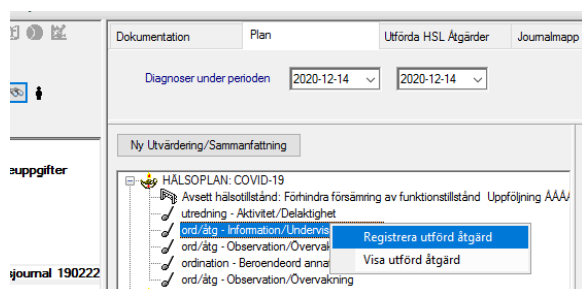 Dokumentation Plan Utförda HSL Åtgärder Journalmapp
Diagnoser under perioden 2020-12-14 2020-12-14
Ny Utvärdering/Sammanfattning
euppgifter
HÄLSOPLAN: COVID-19
Avsett hälsotillstånd: Förhindra försämring av funktionstillstånd Uppföljning ÅÅÅ
utredning - Aktivitet/Delaktighet
ord/åtg - Information/Undervis
Registrera utförd åtgärd
ord/åtg - Observation/Övervak
Visa utförd åtgärd
ordination - Beroendeord anna
sjournal 190222
ord/åtg - Observation/Övervakning